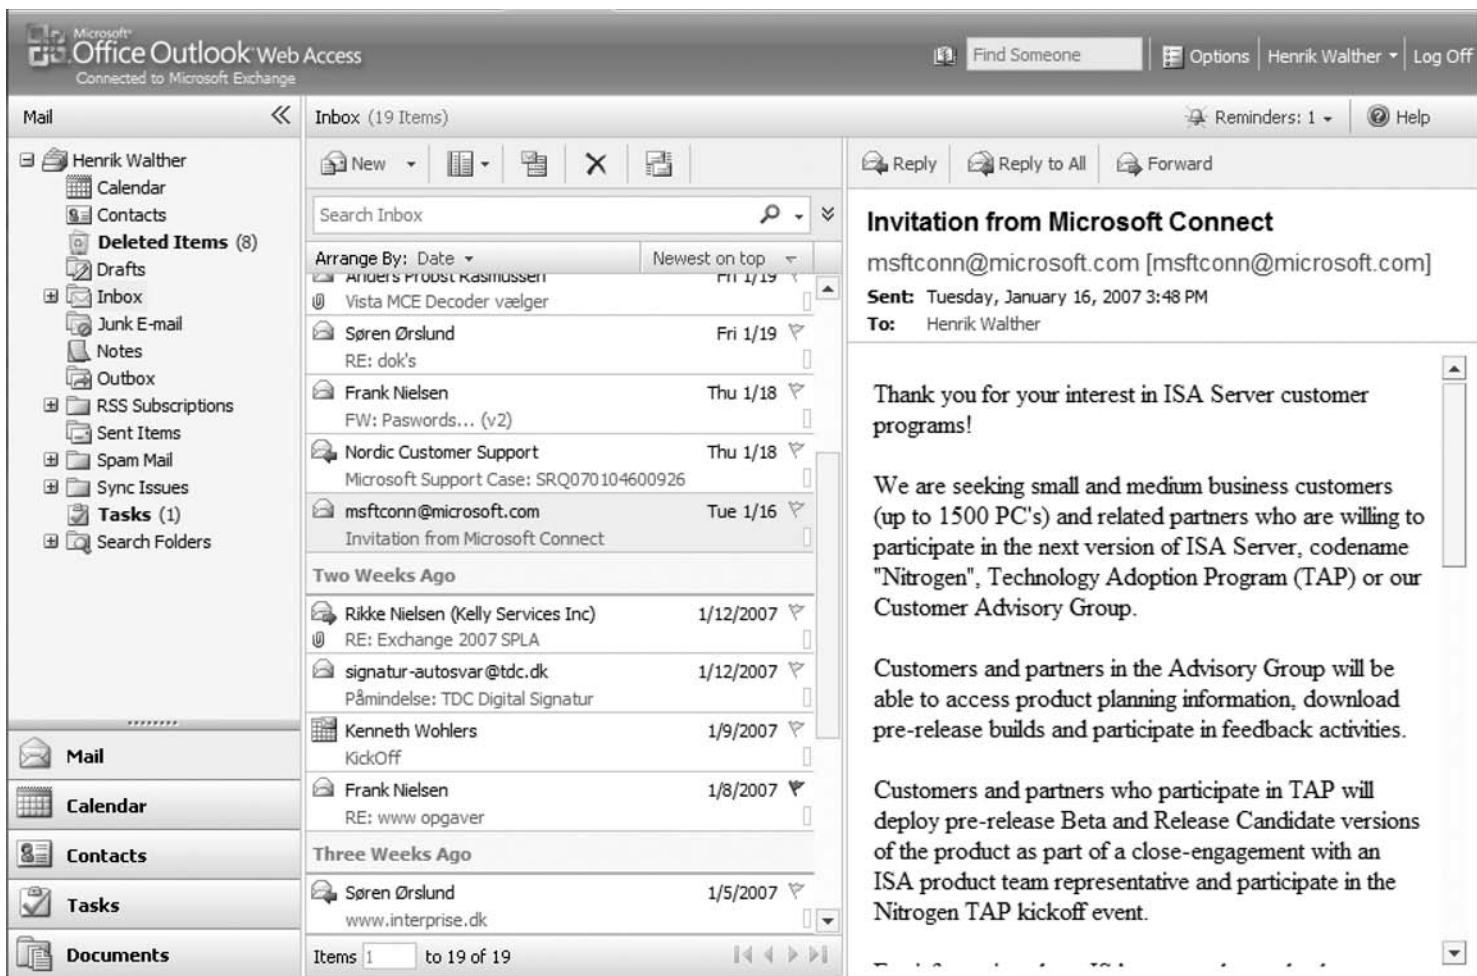 Microsoft®
Office Outlook Web Access
Connected to Microsoft Exchange
Find Someone
Options
Henrik Walther
Log Off
Mail
Inbox (19 Items)
Reminders: 1
Help
Henrik Walther
Calendar
Contacts
Deleted Items (8)
Drafts
Inbox
Junk E-mail
Notes
Outbox
RSS Subscriptions
Sent Items
Spam Mail
Sync Issues
Tasks (1)
Search Folders
Mail
Calendar
Contacts
Tasks
Documents
New
Search Inbox
Arrange By: Date Newest on top
Anders Probst Rasmussen Fri 1/19
Vista MCE Decoder vælger
Søren Ørslund Fri 1/19
RE: dok's
Frank Nielsen Thu 1/18
FW: Paswords... (v2)
Nordic Customer Support Thu 1/18
Microsoft Support Case: SRQ070104600926
msftconn@microsoft.com Tue 1/16
Invitation from Microsoft Connect
Two Weeks Ago
Rikke Nielsen (Kelly Services Inc) 1/12/2007
RE: Exchange 2007 SPLA
signatur-autosvar@tdc.dk 1/12/2007
Påmindelse: TDC Digital Signatur
Kenneth Wohlers 1/9/2007
KickOff
Frank Nielsen 1/8/2007
RE: www opgaver
Three Weeks Ago
Søren Ørslund 1/5/2007
www.interprise.dk
Items 1 to 19 of 19
Reply
Reply to All
Forward
Invitation from Microsoft Connect
msftconn@microsoft.com [msftconn@microsoft.com]
Sent: Tuesday, January 16, 2007 3:48 PM
To: Henrik Walther
Thank you for your interest in ISA Server customer
programs!
We are seeking small and medium business customers
(up to 1500 PC's) and related partners who are willing to
participate in the next version of ISA Server, codename
"Nitrogen", Technology Adoption Program (TAP) or our
Customer Advisory Group.
Customers and partners in the Advisory Group will be
able to access product planning information, download
pre-release builds and participate in feedback activities.
Customers and partners who participate in TAP will
deploy pre-release Beta and Release Candidate versions
of the product as part of a close-engagement with an
ISA product team representative and participate in the
Nitrogen TAP kickoff event.